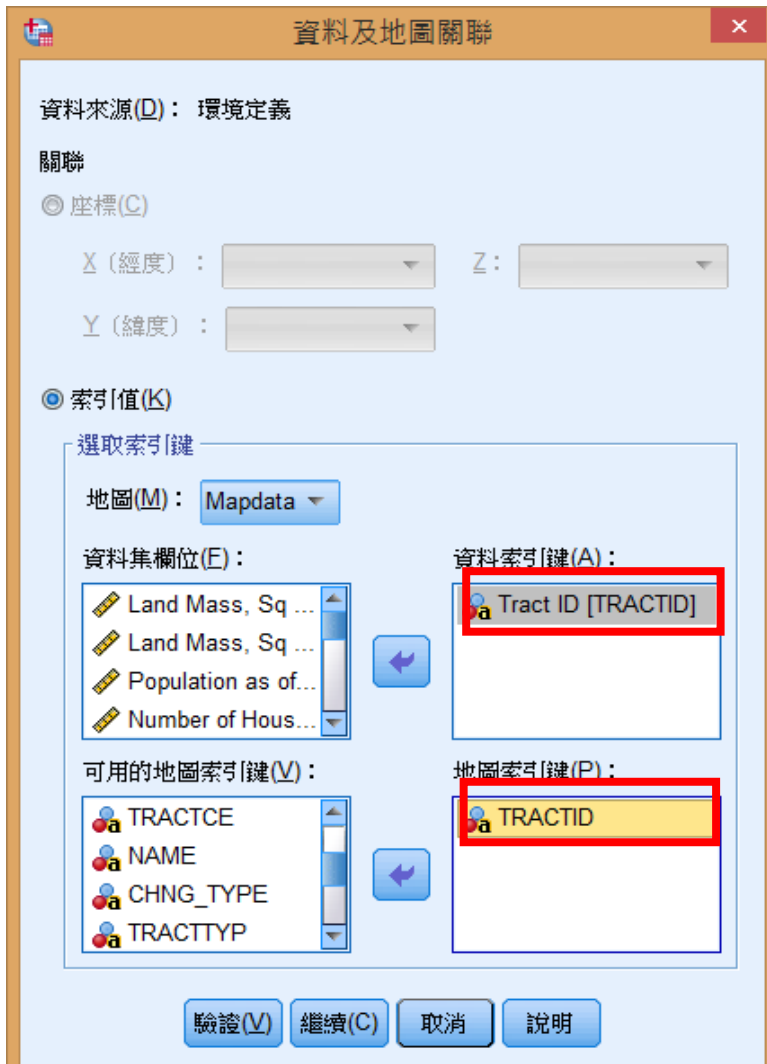 資料及地圖關聯
資料來源(D)： 環境定義
關聯
座標(C)
X（經度）： Z：
Y（緯度）：
索引值(K)
選取索引鍵
地圖(M)： Mapdata
資料集欄位(F)： 資料索引鍵(A)：
Land Mass, Sq ... Tract ID [TRACTID]
Land Mass, Sq ...
Population as of...
Number of Hous...
可用的地圖索引鍵(V)： 地圖索引鍵(P)：
TRACTCE TRACTID
NAME
CHNG_TYPE
TRACTTYP
驗證(V) 繼續(C) 取消 說明